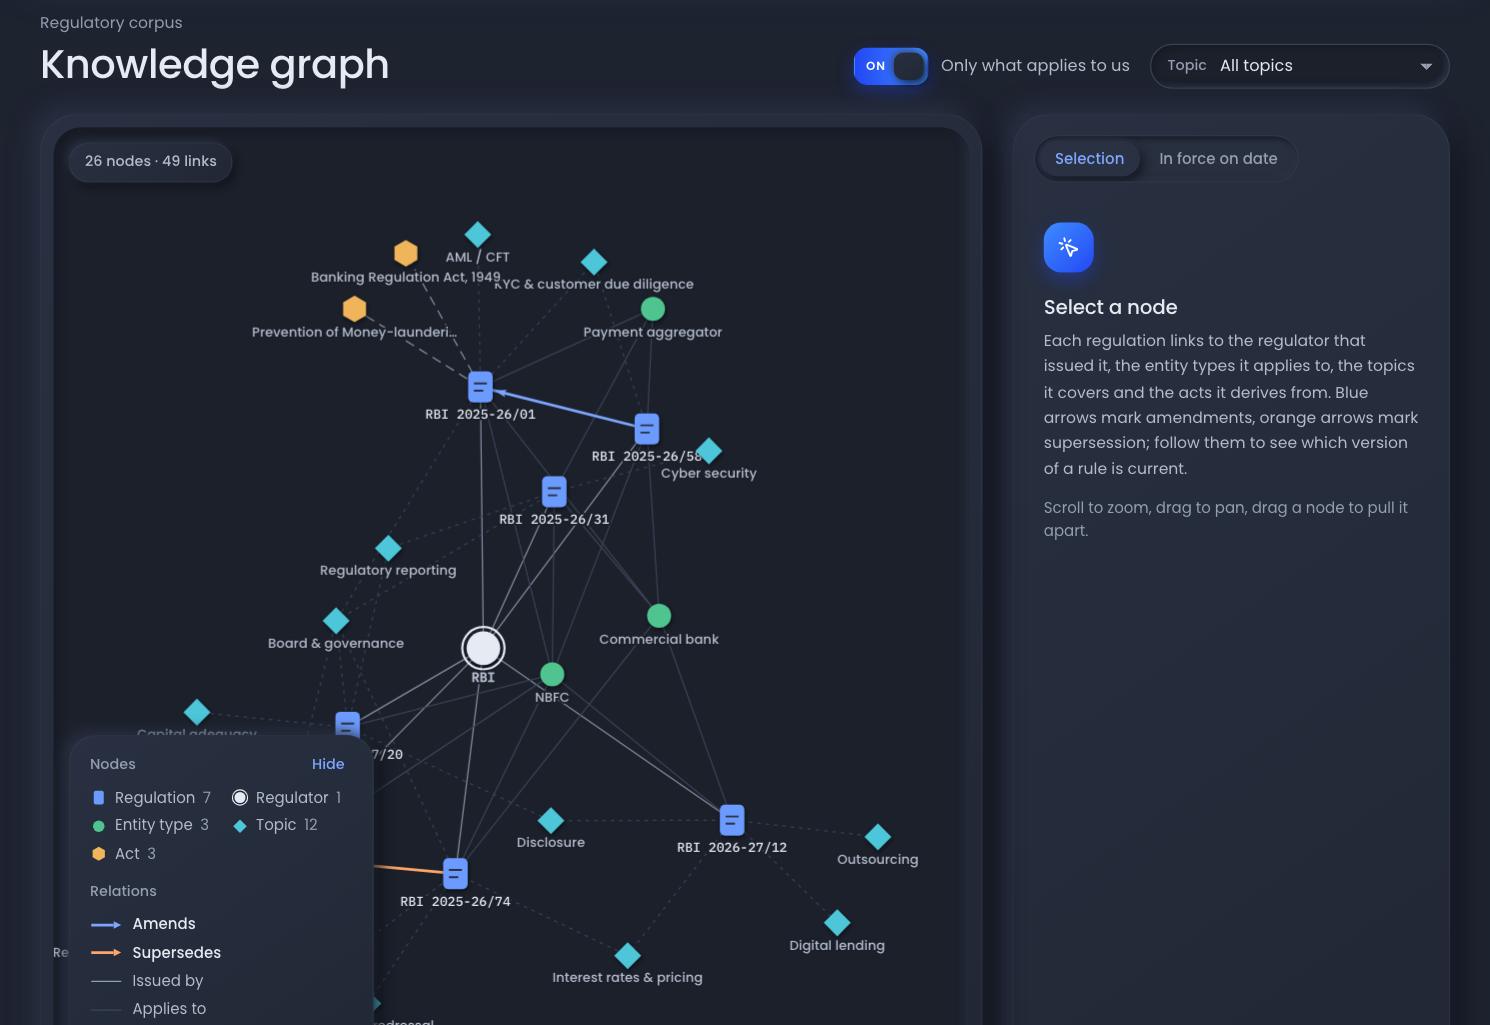 Regulatory corpus
Knowledge graph
ON
Only what applies to us
Topic All topics
26 nodes · 49 links
AML / CFT
Banking Regulation Act, 1949
KYC & customer due diligence
Prevention of Money-launderi...
Payment aggregator
RBI 2025-26/01
RBI 2025-26/58
Cyber security
RBI 2025-26/31
Regulatory reporting
Board & governance
Commercial bank
RBI
NBFC
Capital adequacy
7/20
Disclosure
RBI 2026-27/12
Outsourcing
RBI 2025-26/74
Digital lending
Interest rates & pricing
Re
Nodes Hide
Regulation 7 Regulator 1
Entity type 3 Topic 12
Act 3
Relations
Amends
Supersedes
Issued by
Applies to
Selection In force on date
Select a node
Each regulation links to the regulator that
issued it, the entity types it applies to, the topics
it covers and the acts it derives from. Blue
arrows mark amendments, orange arrows mark
supersession; follow them to see which version
of a rule is current.
Scroll to zoom, drag to pan, drag a node to pull it
apart.